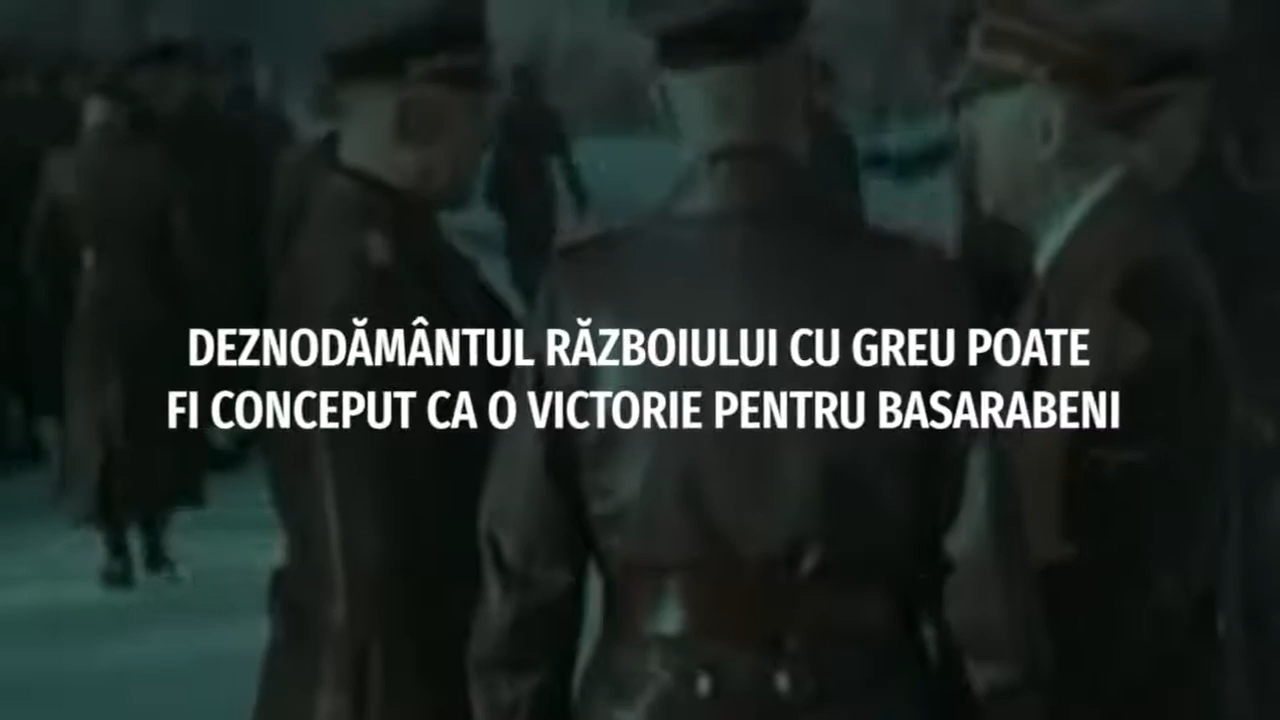 DEZNODĂMÂNTUL RĂZBOIULUI CU GREU POATE
FI CONCEPUT CA O VICTORIE PENTRU BASARABENI